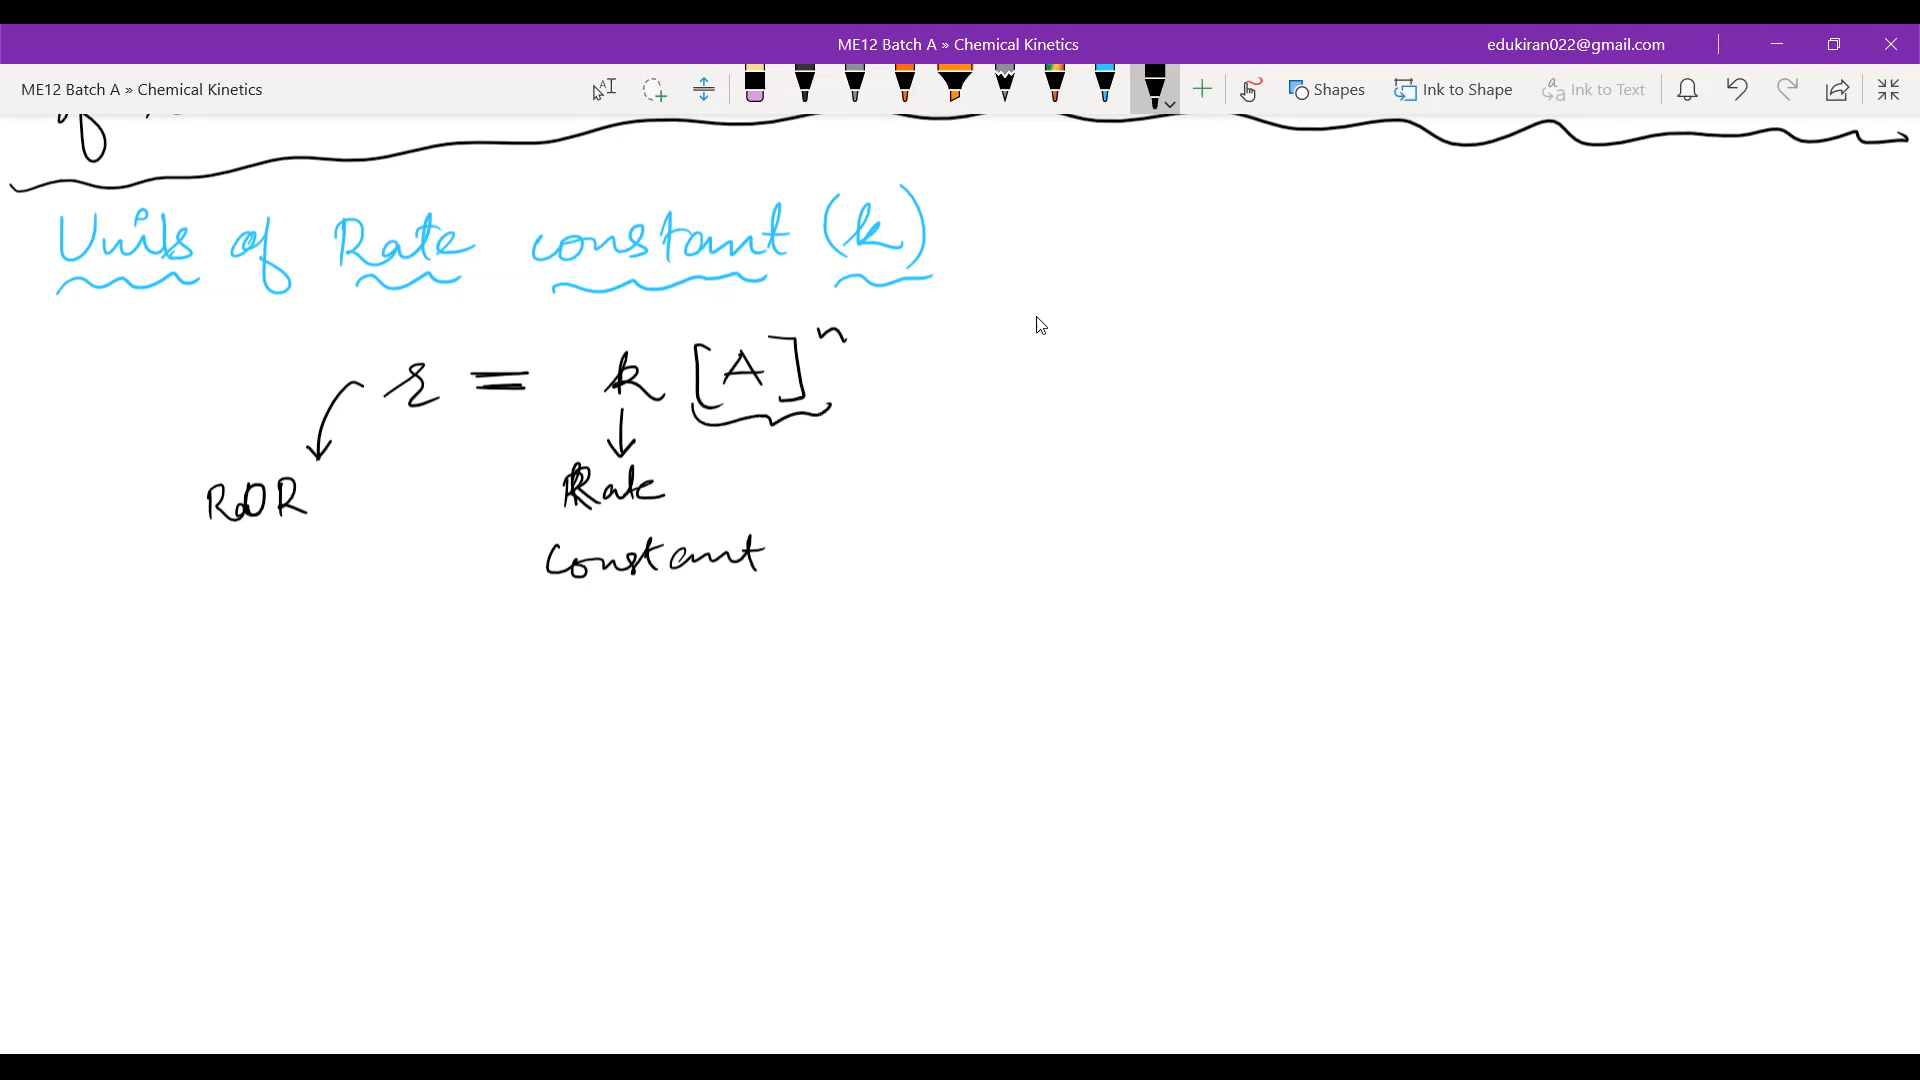 ME12 Batch A » Chemical Kinetics
edukiran022@gmail.com
ME12 Batch A » Chemical Kinetics
Shapes
Ink to Shape
Ink to Text
of
Units of Rate constant (k)
r = k [A]^n
ROR
Rate
constant